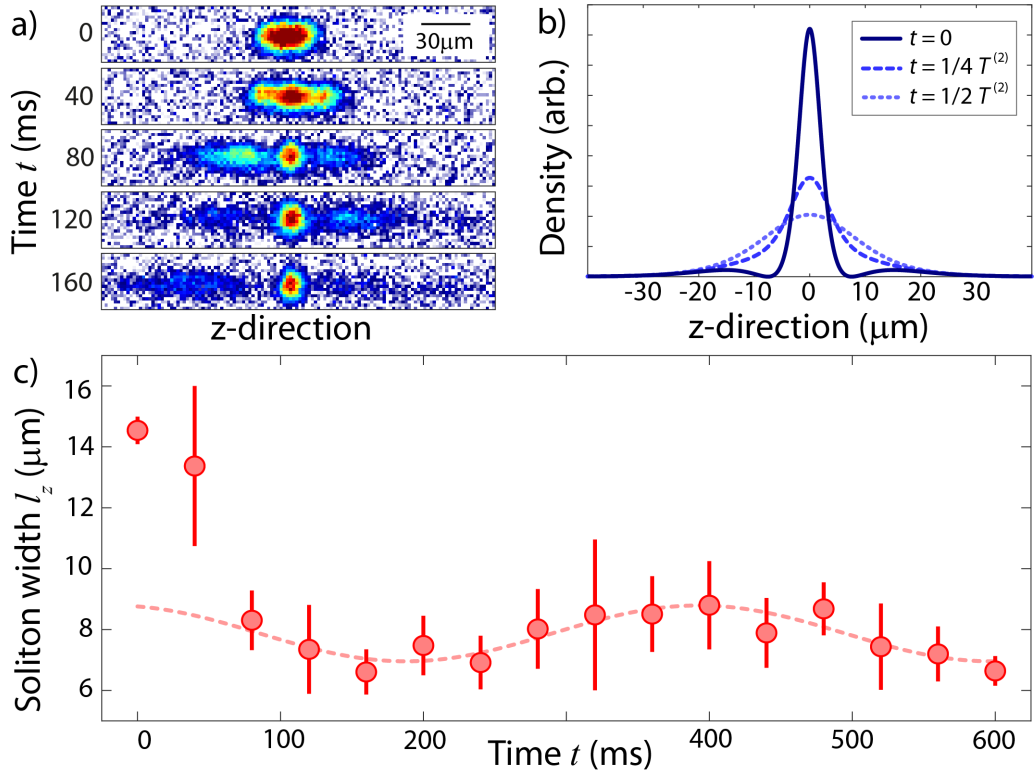 a)
Time t (ms)
0
40
80
120
160
30μm
z-direction
b)
Density (arb.)
t = 0
t = 1/4 T⁽²⁾
t = 1/2 T⁽²⁾
-30 -20 -10 0 10 20 30
z-direction (μm)
c)
Soliton width l_z (μm)
16
14
12
10
8
6
0 100 200 400 500 600
Time t (ms)